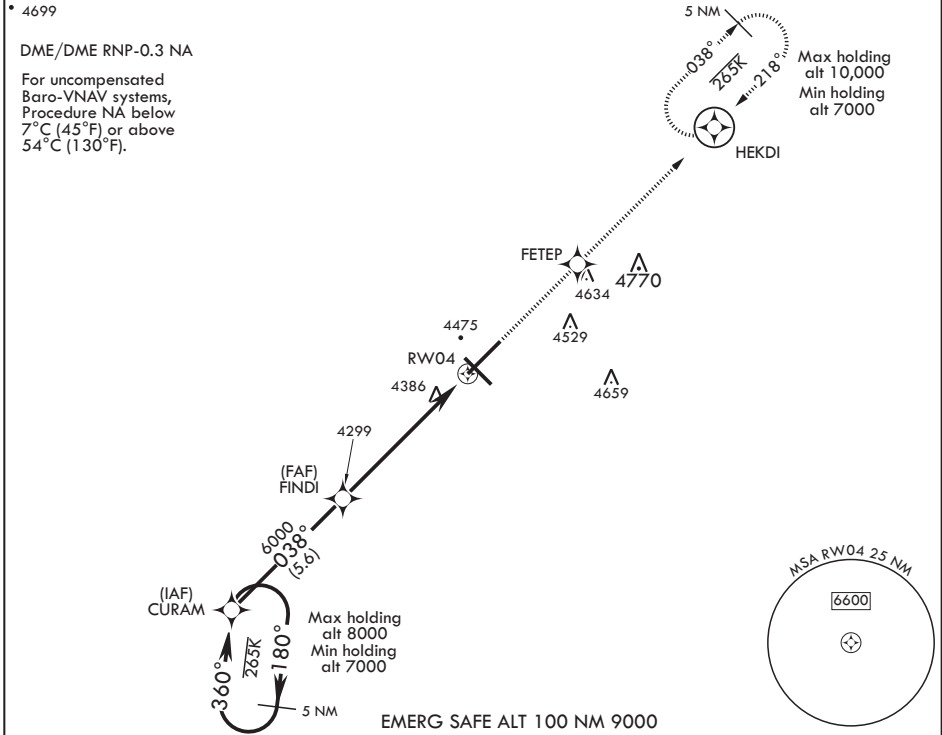 4699
DME/DME RNP-0.3 NA
For uncompensated
Baro-VNAV systems,
Procedure NA below
7°C (45°F) or above
54°C (130°F).
5 NM
038°
265K
218°
Max holding
alt 10,000
Min holding
alt 7000
HEKDI
FETEP
4634
4770
4529
4475
RW04
4386
4659
4299
(FAF)
FINDI
6000
038°
(5.6)
(IAF)
CURAM
360°
265K
180°
Max holding
alt 8000
Min holding
alt 7000
5 NM
MSA RW04 25 NM
6600
EMERG SAFE ALT 100 NM 9000